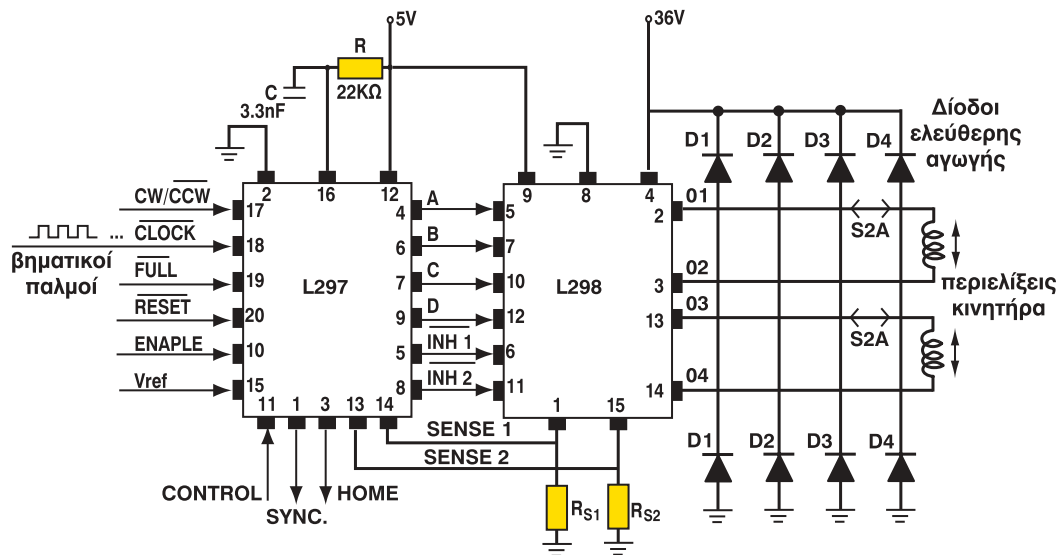 5V
36V
R
22KΩ
C
3.3nF
Δίοδοι
ελεύθερης
αγωγής
D1
D2
D3
D4
2
16
12
9
8
4
CW/CCW
17
... CLOCK
18
βηματικοί
παλμοί
FULL
19
RESET
20
ENAPLE
10
Vref
15
L297
4
A
5
6
B
7
7
C
10
9
D
12
5
INH 1
6
8
INH 2
11
L298
2
01
S2A
3
02
13
03
S2A
14
04
περιελίξεις
κινητήρα
11
1
3
13
14
1
15
SENSE 1
SENSE 2
CONTROL
SYNC.
HOME
RS1
RS2
D1
D2
D3
D4